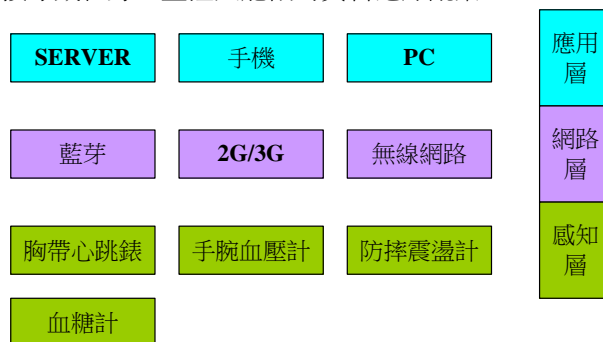 SERVER 手機 PC 應用
層
藍芽 2G/3G 無線網路 網路
層
胸帶心跳錶 手腕血壓計 防摔震盪計 感知
層
血糖計